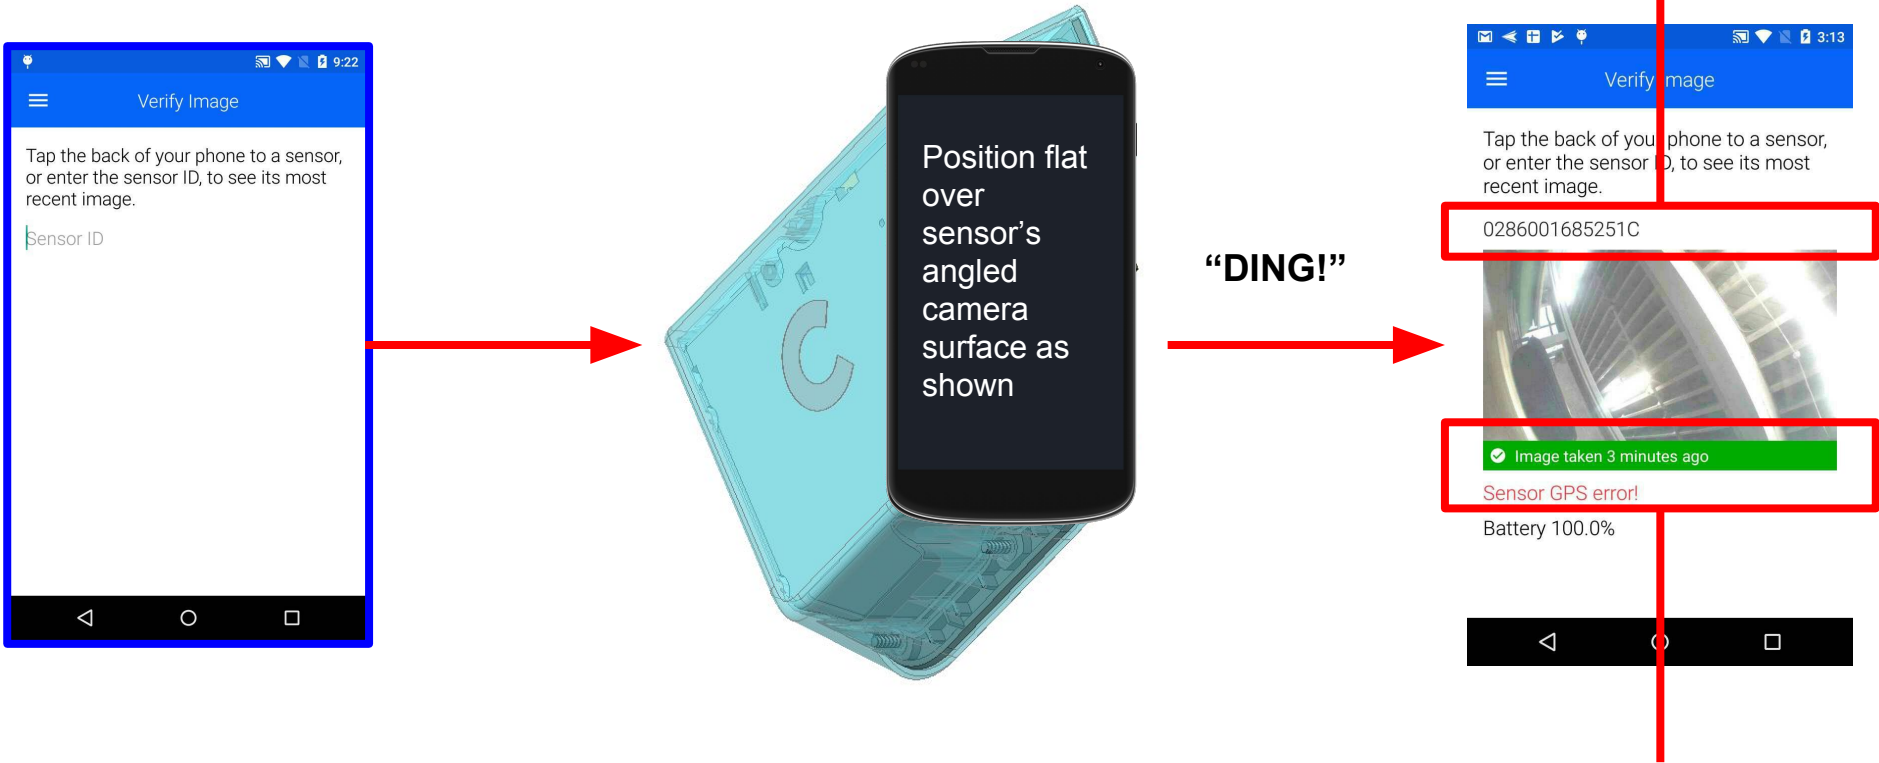 9:22
Verify Image
Tap the back of your phone to a sensor,
or enter the sensor ID, to see its most
recent image.
Sensor ID
Position flat
over
sensor’s
angled
camera
surface as
shown
“DING!”
3:13
Verify Image
Tap the back of your phone to a sensor,
or enter the sensor ID, to see its most
recent image.
0286001685251C
Image taken 3 minutes ago
Sensor GPS error!
Battery 100.0%